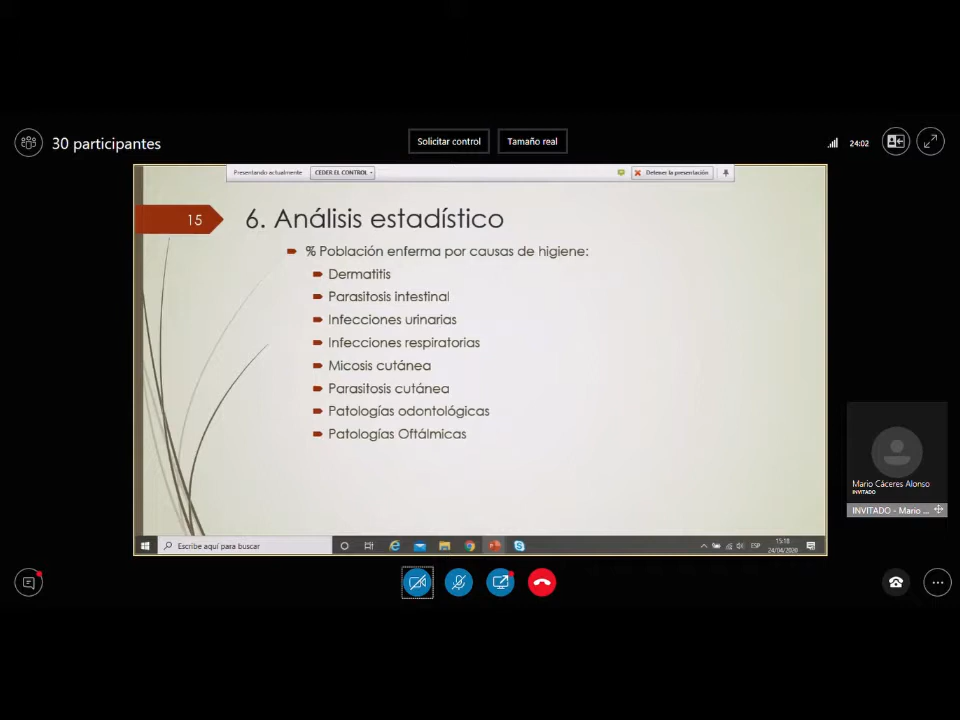 30 participantes
Solicitar control
Tamaño real
24:02
Presentando actualmente
CEDER EL CONTROL
Detener la presentación
15
6. Análisis estadístico
% Población enferma por causas de higiene:
Dermatitis
Parasitosis intestinal
Infecciones urinarias
Infecciones respiratorias
Micosis cutánea
Parasitosis cutánea
Patologías odontológicas
Patologías Oftálmicas
Mario Cáceres Alonso
INVITADO
INVITADO - Mario ...
Escribe aquí para buscar
ESP
15:18
24/04/2020